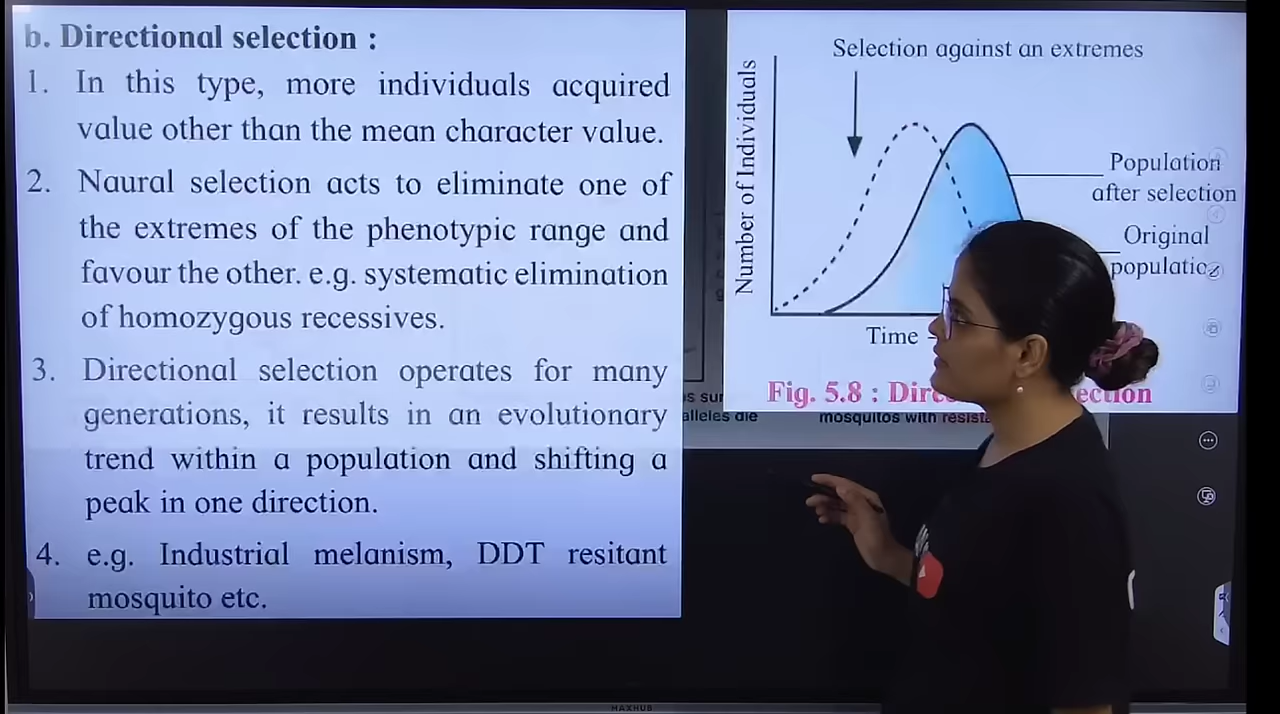 b. Directional selection :
1. In this type, more individuals acquired
value other than the mean character value.
2. Naural selection acts to eliminate one of
the extremes of the phenotypic range and
favour the other. e.g. systematic elimination
of homozygous recessives.
3. Directional selection operates for many
generations, it results in an evolutionary
trend within a population and shifting a
peak in one direction.
4. e.g. Industrial melanism, DDT resitant
mosquito etc.
Selection against an extremes
Number of Individuals
Population
after selection
Original
Time
Fig. 5.8 :
alleles die
mosquitos with
HAXHUB